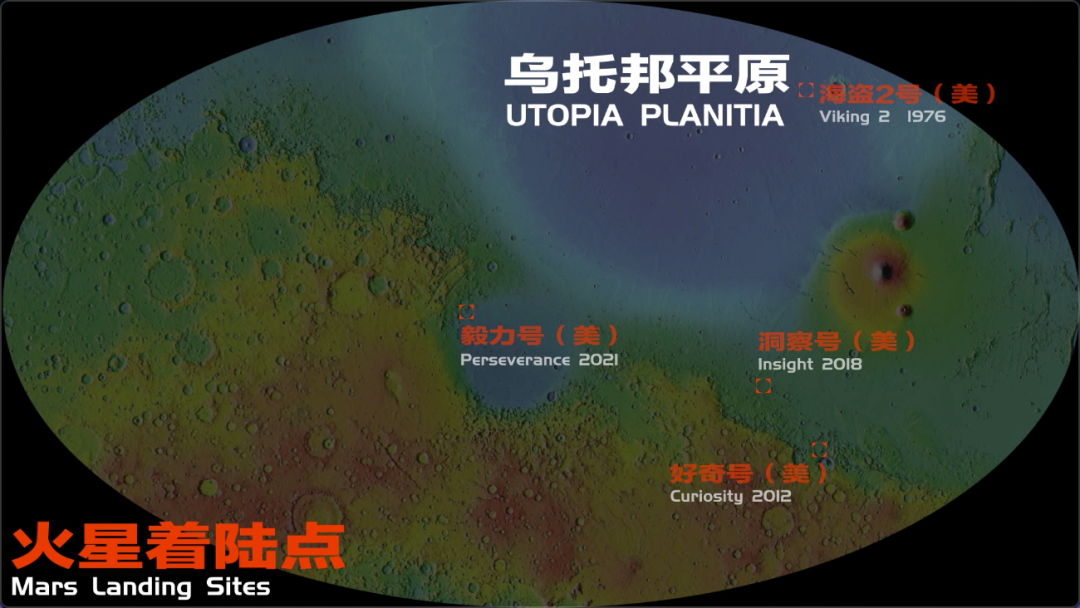 乌托邦平原
UTOPIA PLANITIA
海盗2号（美）
Viking 2 1976
毅力号（美）
Perseverance 2021
洞察号（美）
Insight 2018
好奇号（美）
Curiosity 2012
火星着陆点
Mars Landing Sites